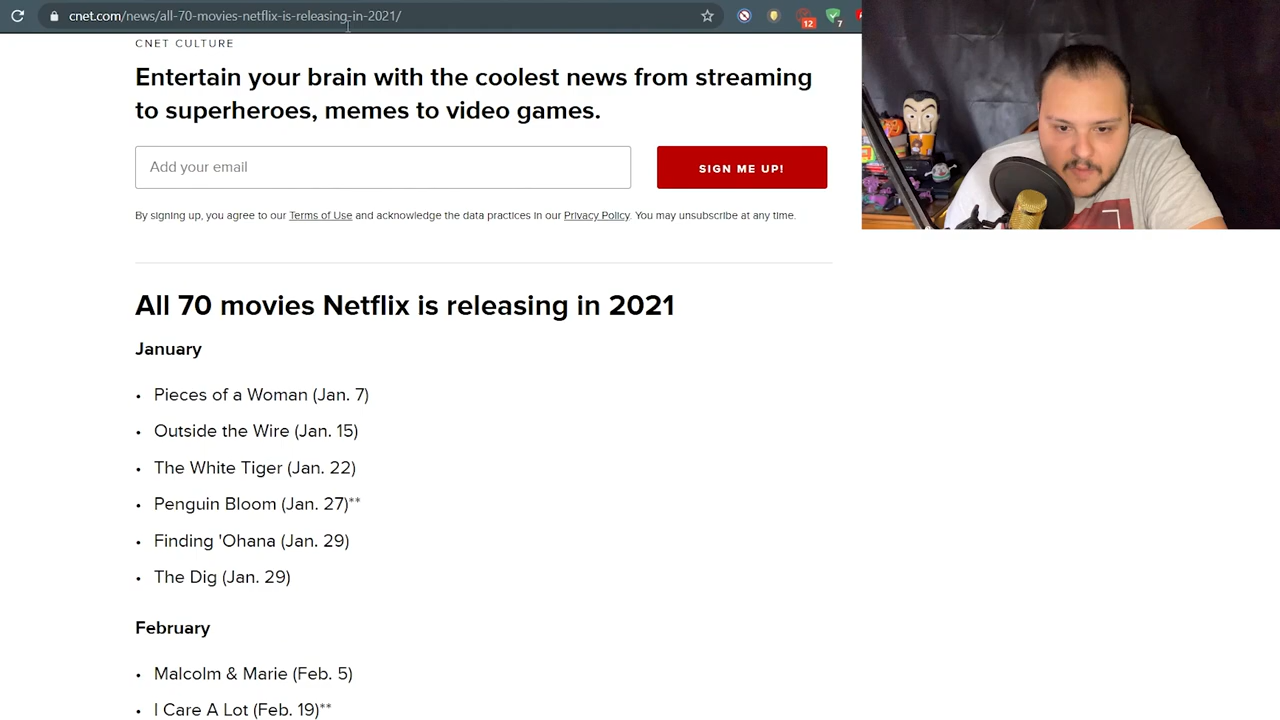 cnet.com/news/all-70-movies-netflix-is-releasing-in-2021/
12
7
CNET CULTURE
Entertain your brain with the coolest news from streaming
to superheroes, memes to video games.
Add your email
SIGN ME UP!
By signing up, you agree to our Terms of Use and acknowledge the data practices in our Privacy Policy. You may unsubscribe at any time.
All 70 movies Netflix is releasing in 2021
January
• Pieces of a Woman (Jan. 7)
• Outside the Wire (Jan. 15)
• The White Tiger (Jan. 22)
• Penguin Bloom (Jan. 27)**
• Finding 'Ohana (Jan. 29)
• The Dig (Jan. 29)
February
• Malcolm & Marie (Feb. 5)
• I Care A Lot (Feb. 19)**